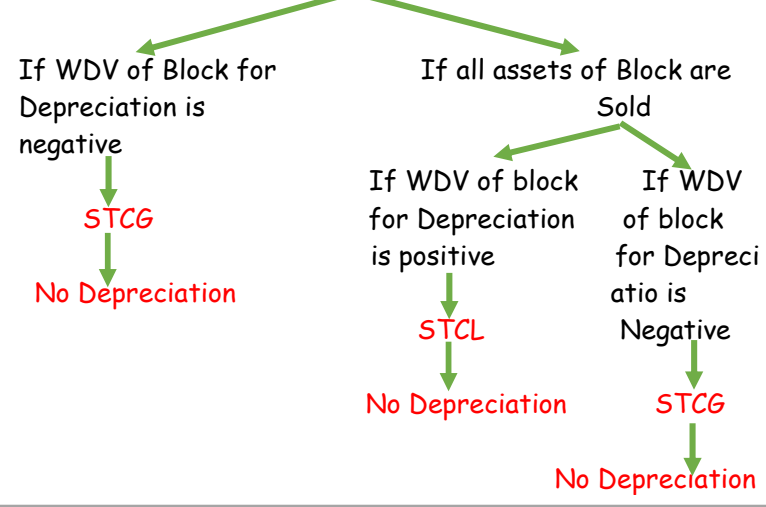 If WDV of Block for
Depreciation is
negative
STCG
No Depreciation
If all assets of Block are
Sold
If WDV of block
for Depreciation
is positive
STCL
No Depreciation
If WDV
of block
for Depreci
atio is
Negative
STCG
No Depreciation